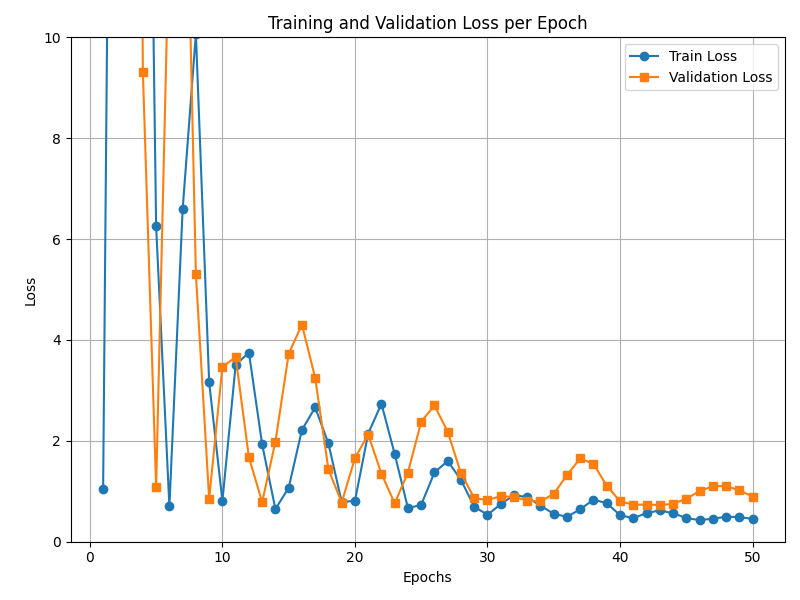 Training and Validation Loss per Epoch
Train Loss
Validation Loss
Loss
10
8
6
4
2
0
0 10 20 30 40 50
Epochs